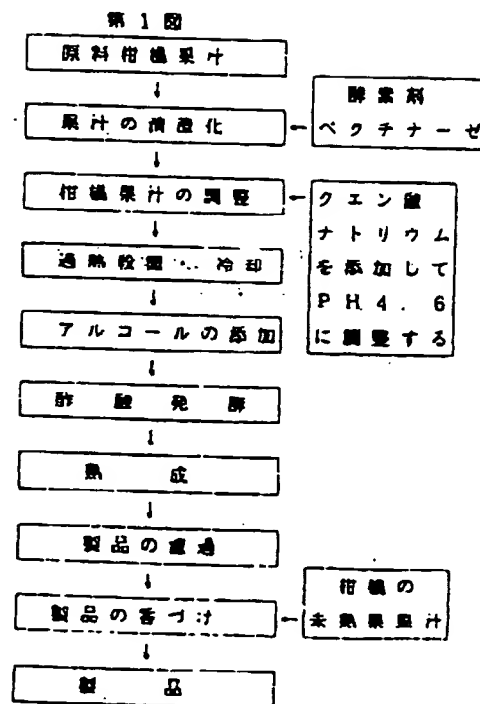 第1図
原料柑橘果汁
果汁の清澄化
酵素剤
ペクチナーゼ
柑橘果汁の調整
クエン酸
ナトリウム
を添加して
PH4.6
に調整する
過熱殺菌‥冷却
アルコールの添加
酢酸発酵
熟成
製品の濾過
製品の香づけ
柑橘の
未熟果果汁
製品